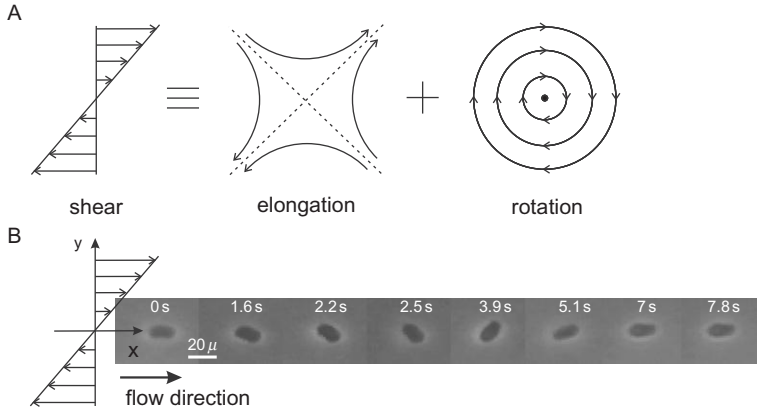 A
shear
elongation
rotation
B
y
0 s 1.6 s 2.2 s 2.5 s 3.9 s 5.1 s 7 s 7.8 s
x
20 μ
flow direction